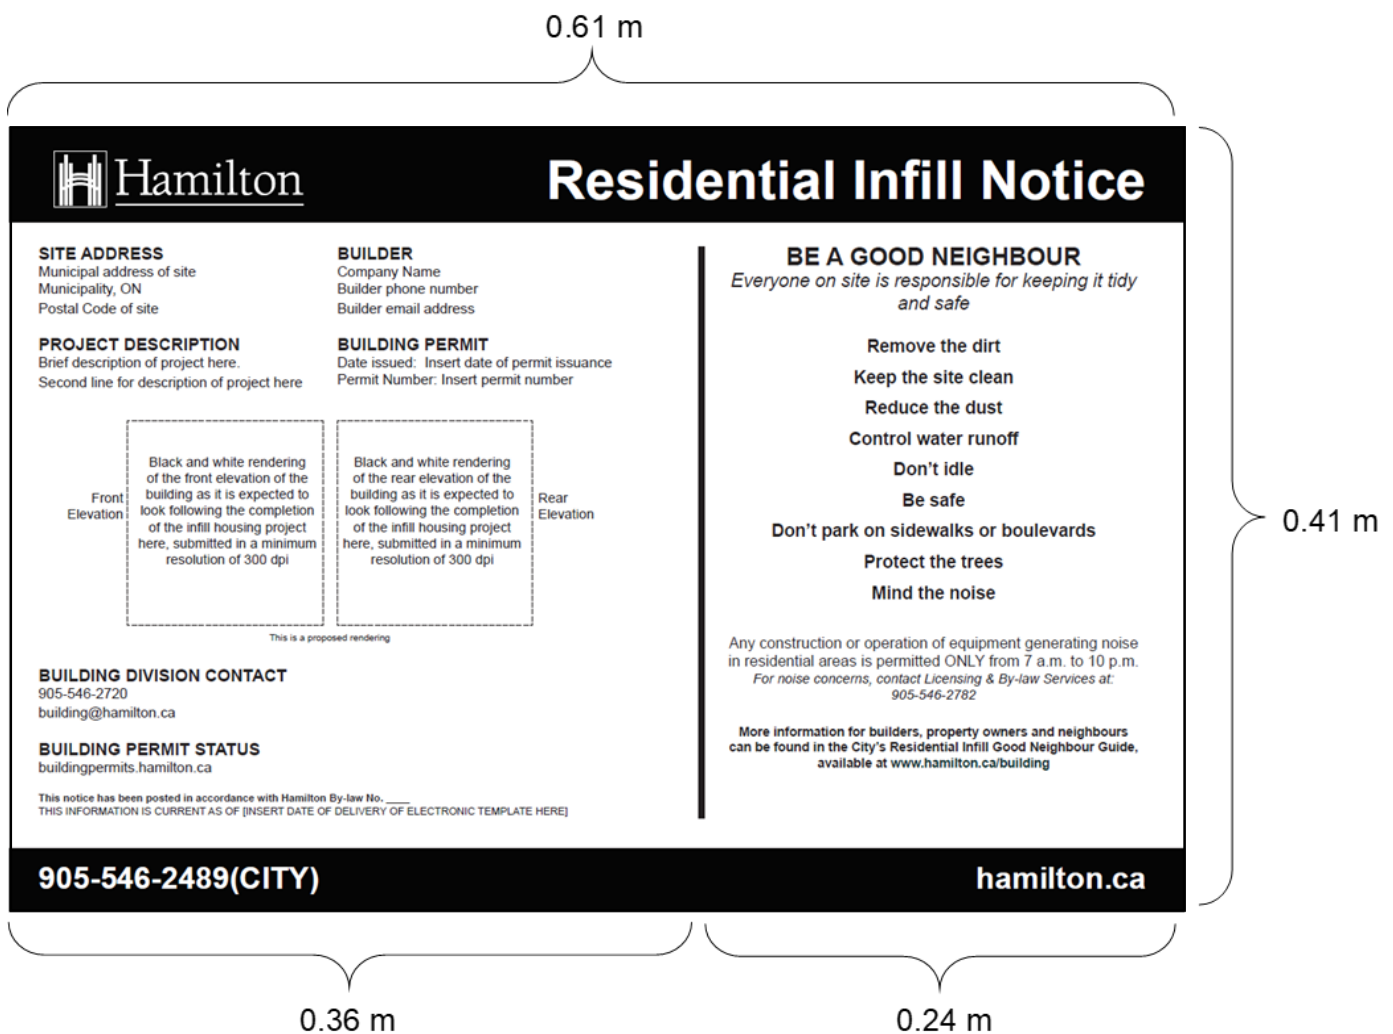 0.61 m
Hamilton
Residential Infill Notice
SITE ADDRESS
Municipal address of site
Municipality, ON
Postal Code of site
BUILDER
Company Name
Builder phone number
Builder email address
PROJECT DESCRIPTION
Brief description of project here.
Second line for description of project here
BUILDING PERMIT
Date issued: Insert date of permit issuance
Permit Number: Insert permit number
Front
Elevation
Black and white rendering
of the front elevation of the
building as it is expected to
look following the completion
of the infill housing project
here, submitted in a minimum
resolution of 300 dpi
Black and white rendering
of the rear elevation of the
building as it is expected to
look following the completion
of the infill housing project
here, submitted in a minimum
resolution of 300 dpi
Rear
Elevation
This is a proposed rendering
BUILDING DIVISION CONTACT
905-546-2720
building@hamilton.ca
BUILDING PERMIT STATUS
buildingpermits.hamilton.ca
This notice has been posted in accordance with Hamilton By-law No. ____
THIS INFORMATION IS CURRENT AS OF [INSERT DATE OF DELIVERY OF ELECTRONIC TEMPLATE HERE]
BE A GOOD NEIGHBOUR
Everyone on site is responsible for keeping it tidy
and safe
Remove the dirt
Keep the site clean
Reduce the dust
Control water runoff
Don't idle
Be safe
Don't park on sidewalks or boulevards
Protect the trees
Mind the noise
Any construction or operation of equipment generating noise
in residential areas is permitted ONLY from 7 a.m. to 10 p.m.
For noise concerns, contact Licensing & By-law Services at:
905-546-2782
More information for builders, property owners and neighbours
can be found in the City's Residential Infill Good Neighbour Guide,
available at www.hamilton.ca/building
0.41 m
905-546-2489(CITY)
hamilton.ca
0.36 m
0.24 m